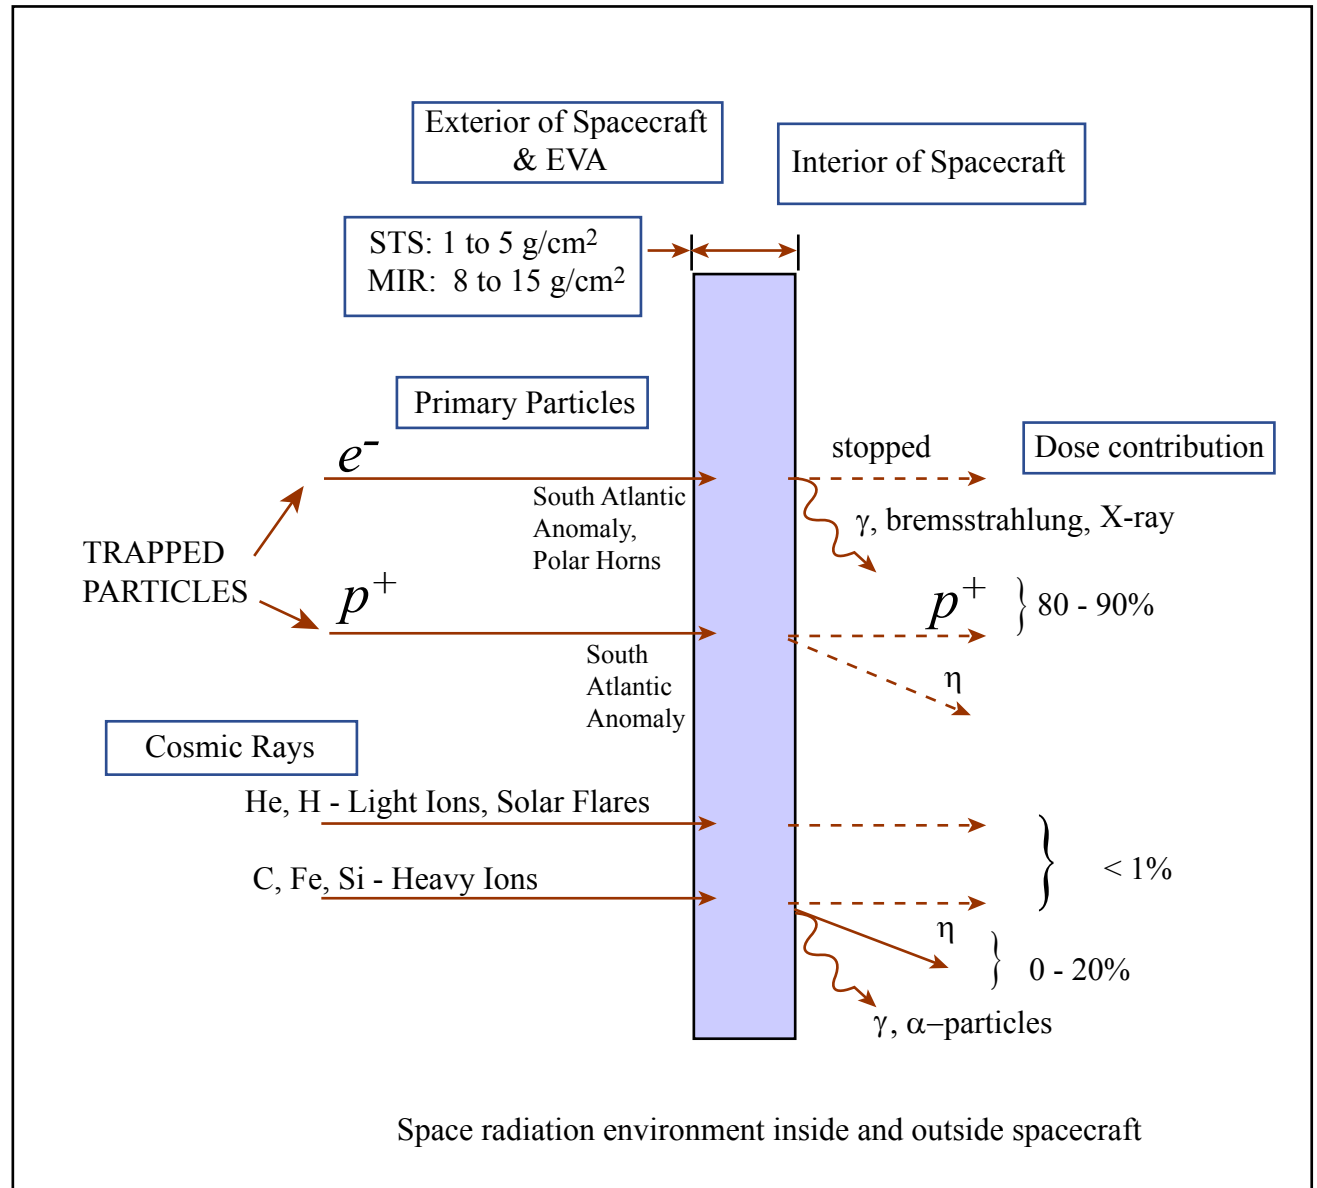 Exterior of Spacecraft
& EVA
Interior of Spacecraft
STS: 1 to 5 g/cm²
MIR: 8 to 15 g/cm²
Primary Particles
Dose contribution
e⁻
stopped
South Atlantic
Anomaly,
Polar Horns
γ, bremsstrahlung, X-ray
TRAPPED
PARTICLES
p⁺
p⁺ } 80 - 90%
South
Atlantic
Anomaly
η
Cosmic Rays
He, H - Light Ions, Solar Flares
C, Fe, Si - Heavy Ions
} < 1%
η
} 0 - 20%
γ, α–particles
Space radiation environment inside and outside spacecraft